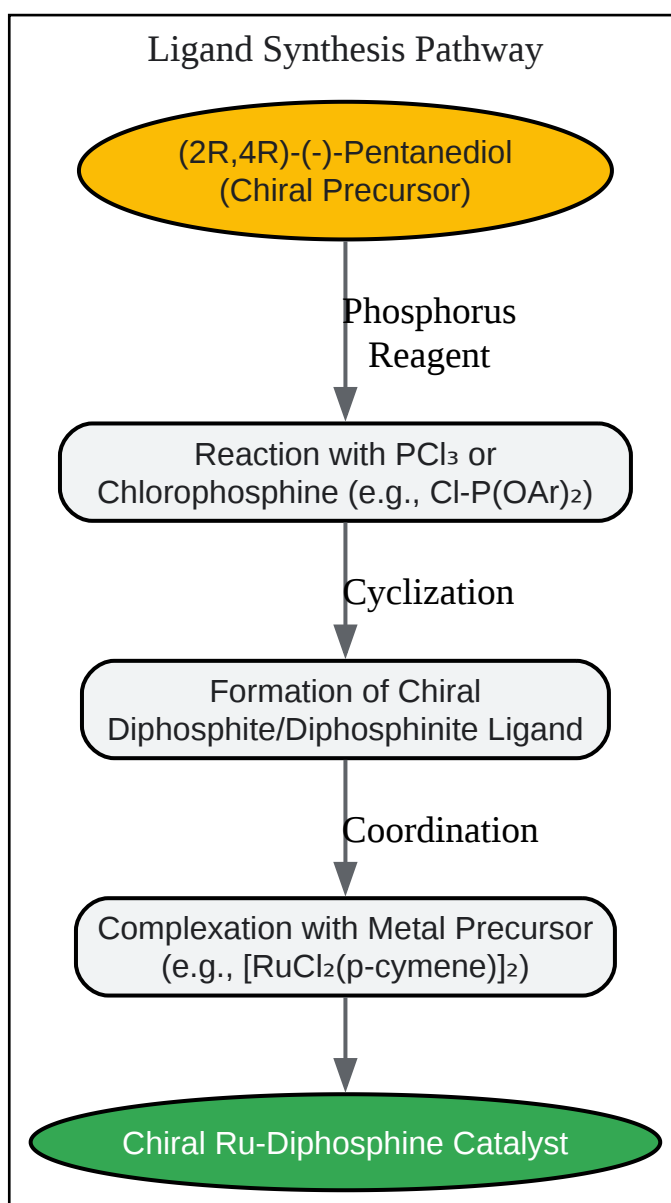 Ligand Synthesis Pathway
(2R,4R)-(-)-Pentanediol
(Chiral Precursor)
Phosphorus
Reagent
Reaction with PCl₃ or
Chlorophosphine (e.g., Cl-P(OAr)₂)
Cyclization
Formation of Chiral
Diphosphite/Diphosphinite Ligand
Coordination
Complexation with Metal Precursor
(e.g., [RuCl₂(p-cymene)]₂)
Chiral Ru-Diphosphine Catalyst